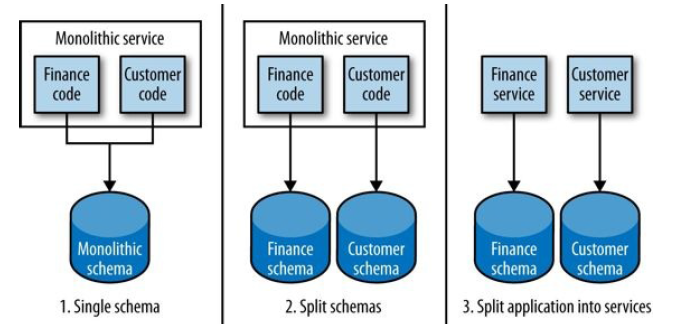 Monolithic service
Finance
code
Customer
code
Monolithic
schema
1. Single schema
Monolithic service
Finance
code
Customer
code
Finance
schema
Customer
schema
2. Split schemas
Finance
service
Customer
service
Finance
schema
Customer
schema
3. Split application into services